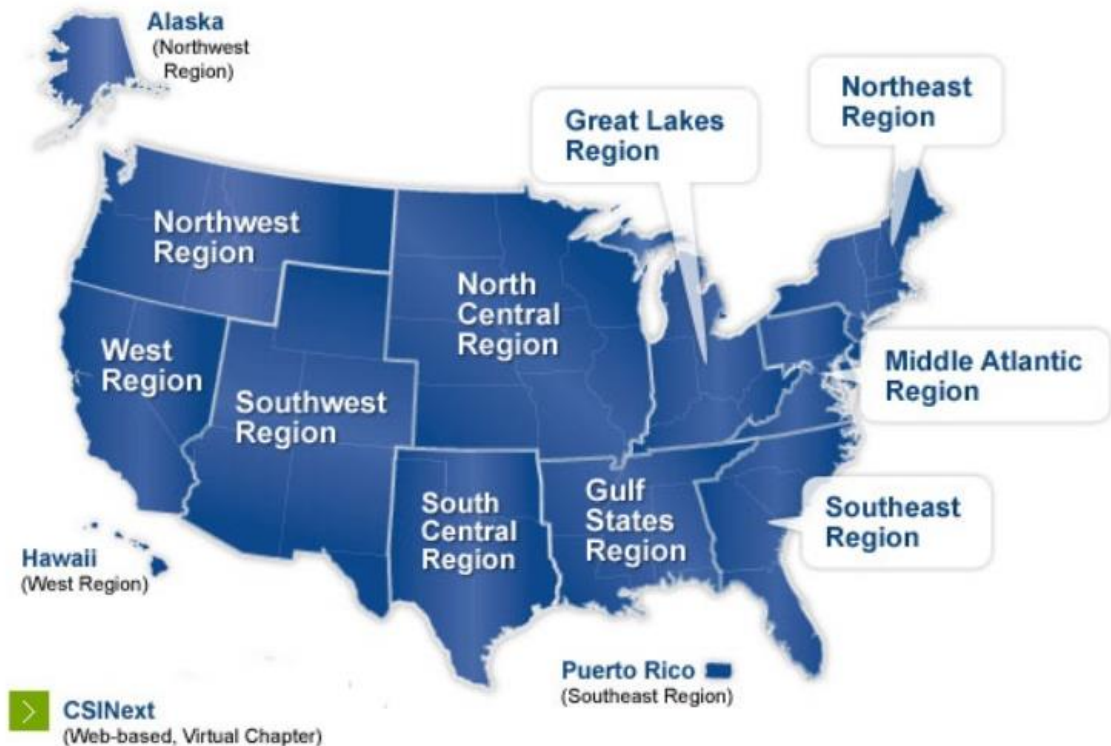 Alaska
(Northwest
Region)
Northeast
Region
Great Lakes
Region
Northwest
Region
North
Central
Region
West
Region
Middle Atlantic
Region
Southwest
Region
South
Central
Region
Gulf
States
Region
Southeast
Region
Hawaii
(West Region)
Puerto Rico
(Southeast Region)
CSINext
(Web-based, Virtual Chapter)